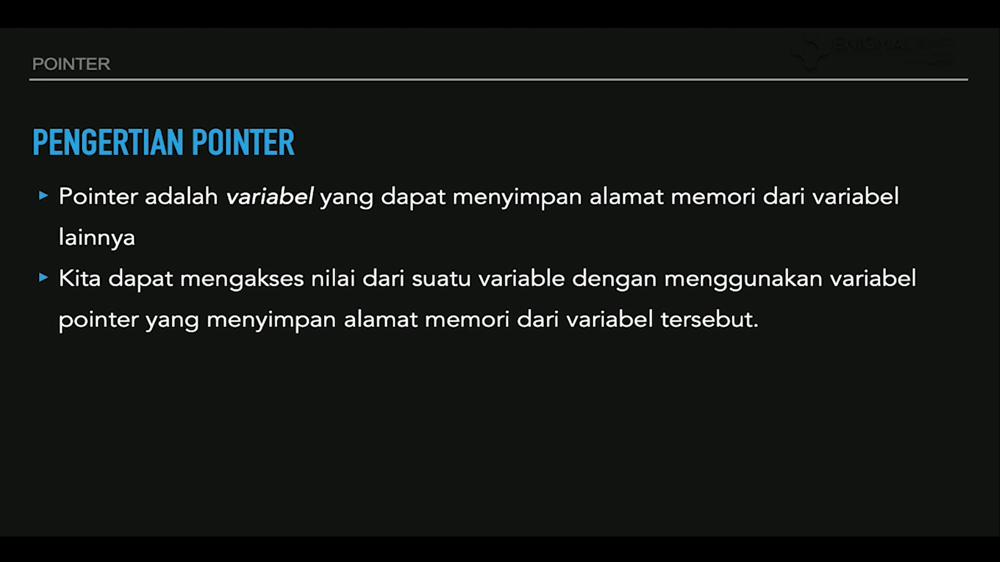 ENIGMACAMP
POINTER
PENGERTIAN POINTER
Pointer adalah variabel yang dapat menyimpan alamat memori dari variabel
lainnya
Kita dapat mengakses nilai dari suatu variable dengan menggunakan variabel
pointer yang menyimpan alamat memori dari variabel tersebut.